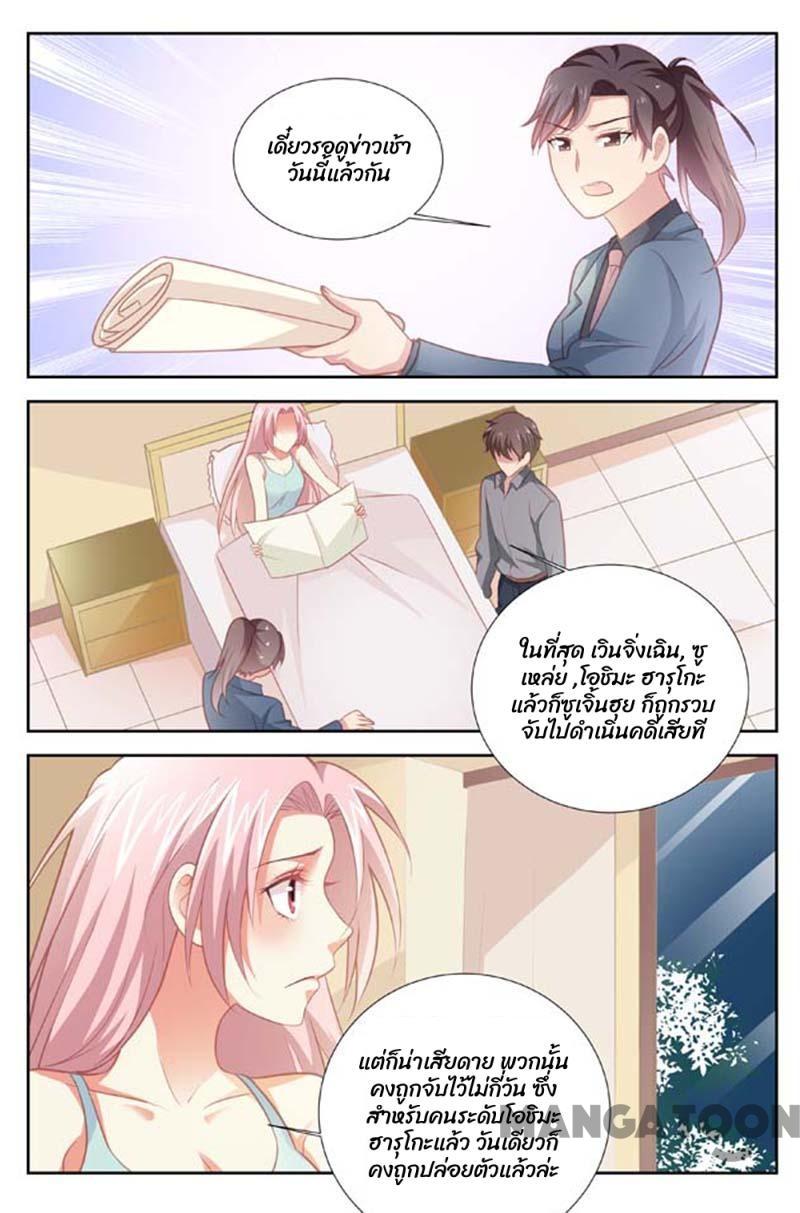 เดี๋ยวรอดูข่าวเช้า
วันนี้แล้วกัน
ในที่สุด เวินจิ่งเฉิน, ซู
เหล่ย ,โอชิมะ ฮารุโกะ
แล้วก็ซูเจิ้นฮุย ก็ถูกรวบ
จับไปดำเนินคดีเสียที
แต่ก็น่าเสียดาย พวกนั้น
คงถูกจับไว้ไม่กี่วัน ซึ่ง
สำหรับคนระดับโอชิมะ
ฮารุโกะแล้ว วันเดียวก็
คงถูกปล่อยตัวแล้วล่ะ
MANGATOON